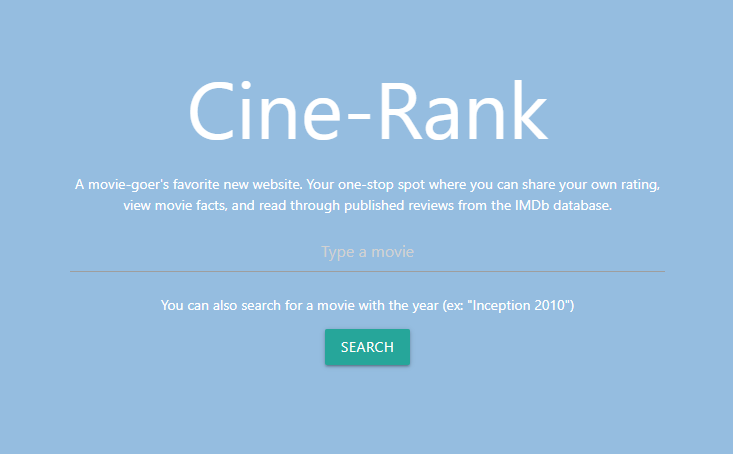 Cine-Rank
A movie-goer's favorite new website. Your one-stop spot where you can share your own rating,
view movie facts, and read through published reviews from the IMDb database.
Type a movie
You can also search for a movie with the year (ex: "Inception 2010")
SEARCH